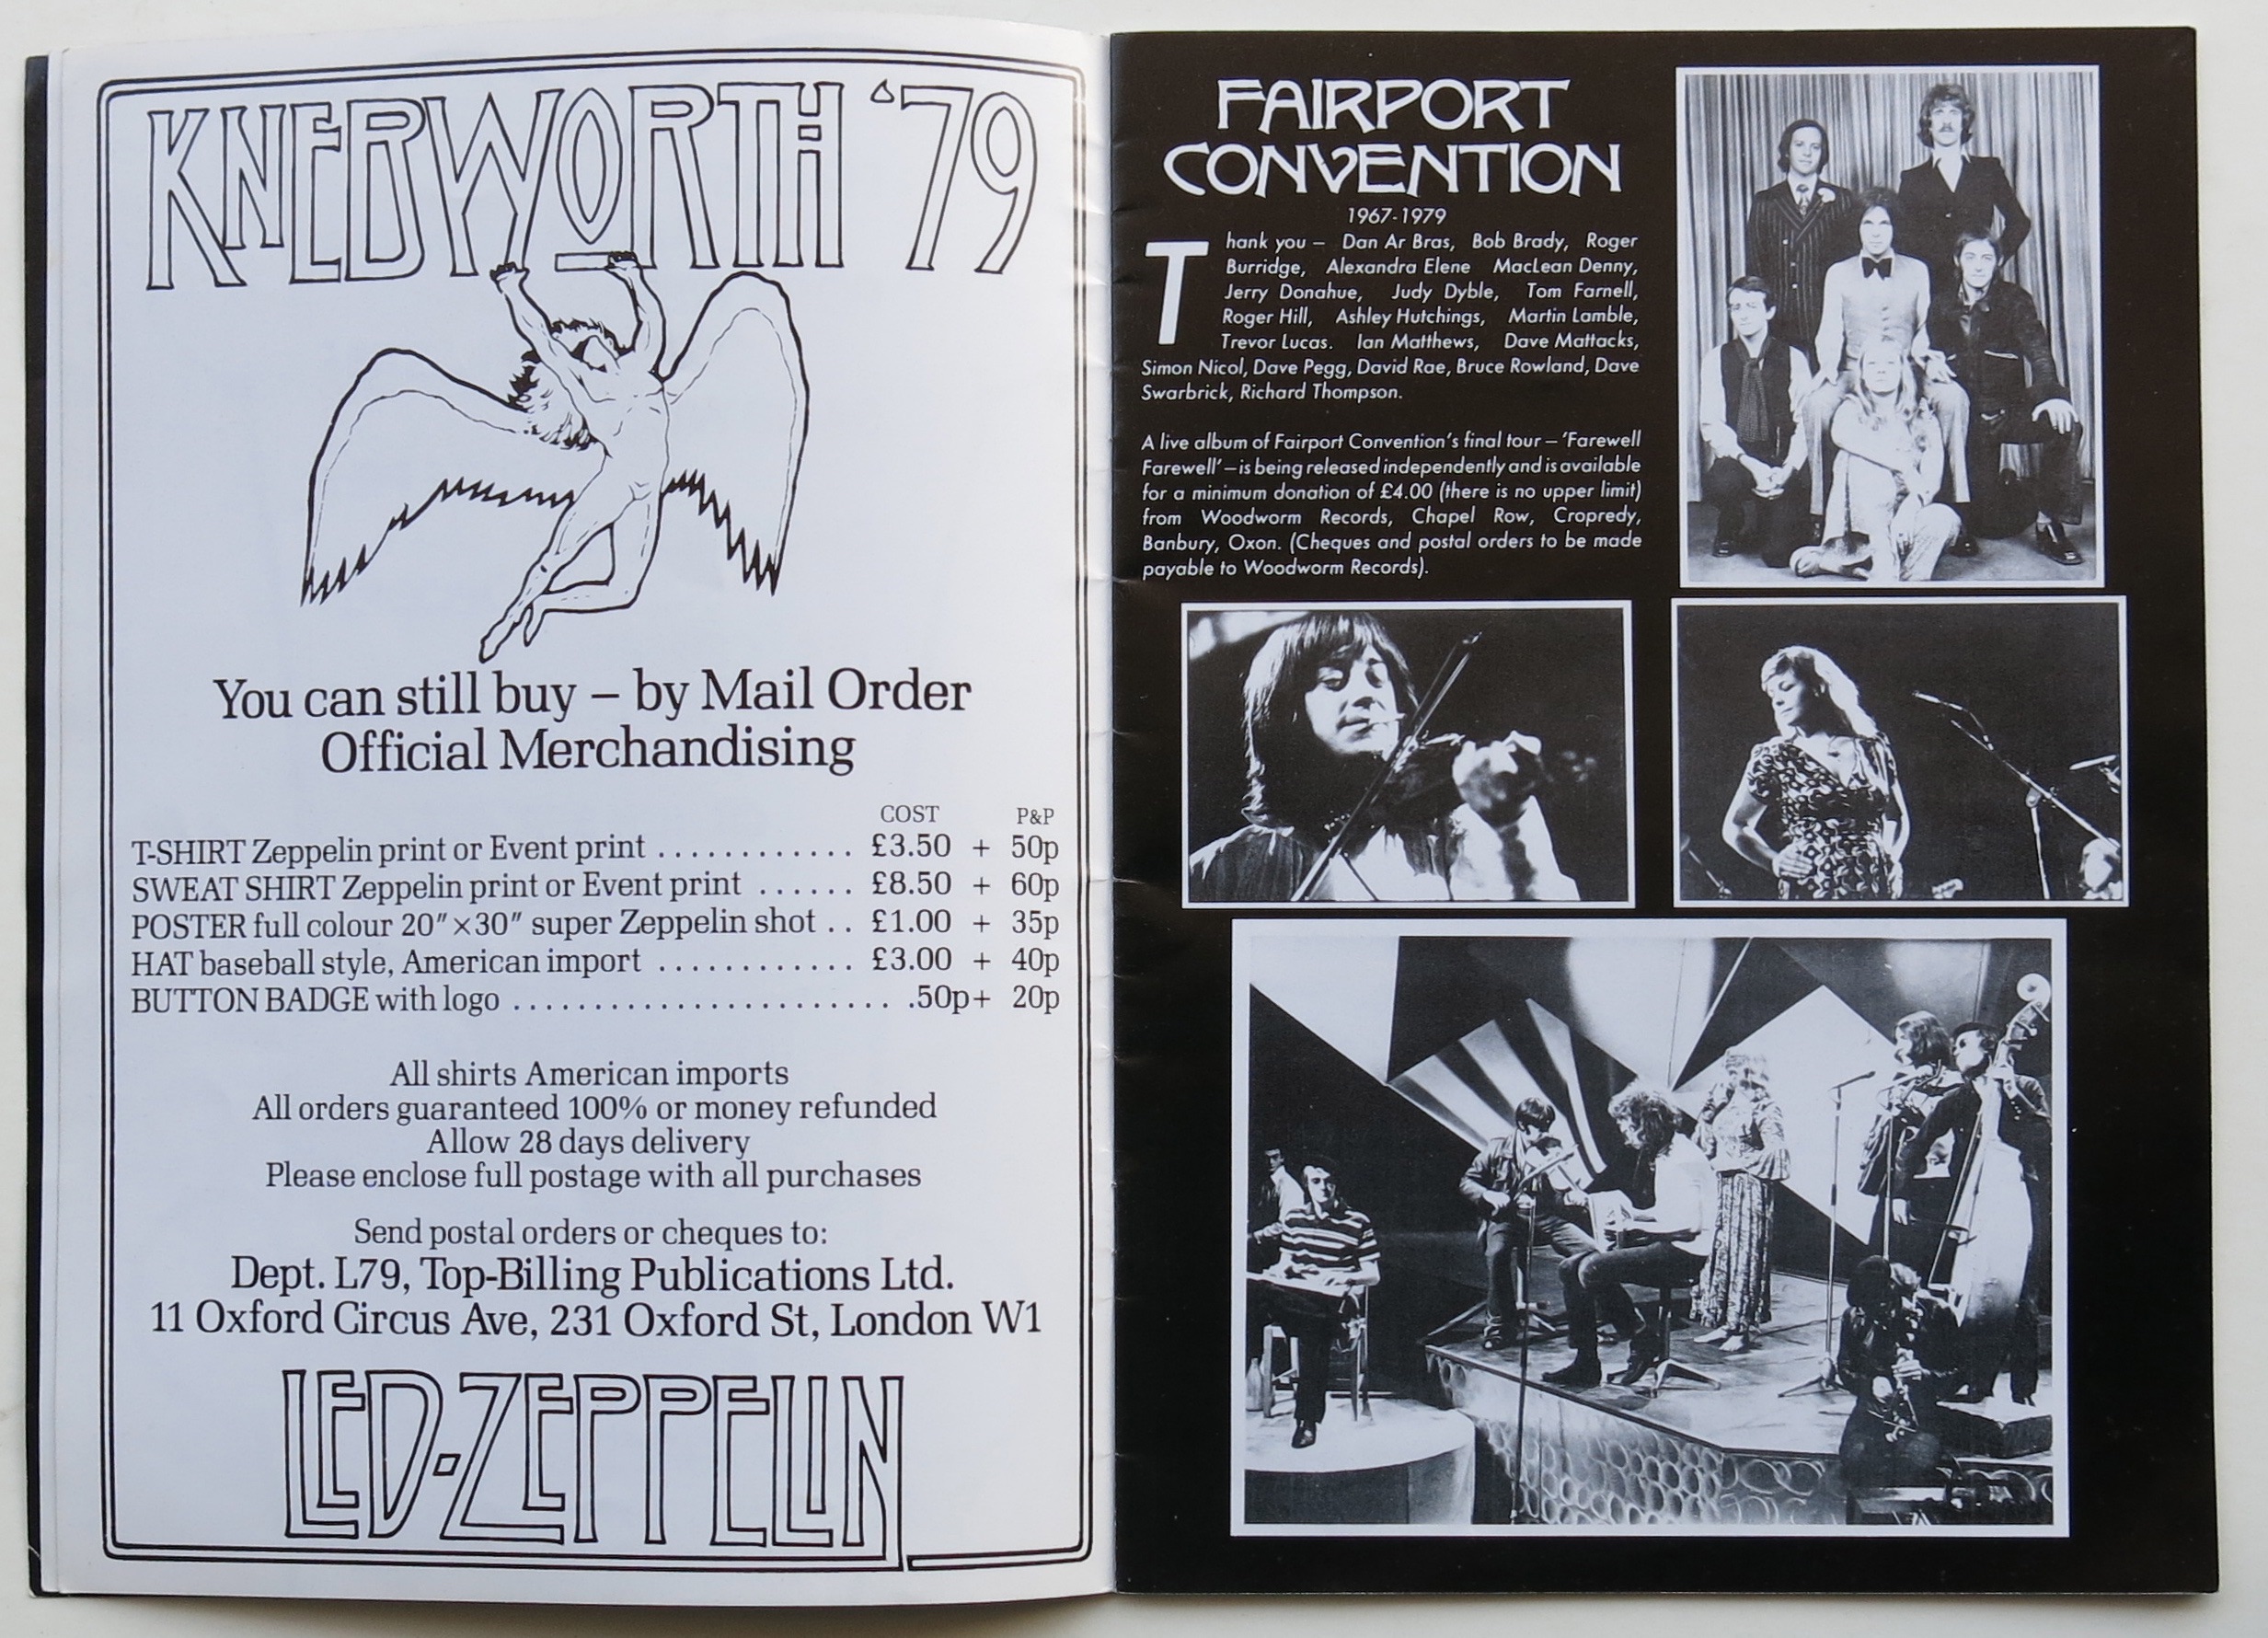 KNEBWORTH '79
You can still buy – by Mail Order
Official Merchandising
COST P&P
T-SHIRT Zeppelin print or Event print ............ £3.50 + 50p
SWEAT SHIRT Zeppelin print or Event print ...... £8.50 + 60p
POSTER full colour 20″×30″ super Zeppelin shot .. £1.00 + 35p
HAT baseball style, American import ............ £3.00 + 40p
BUTTON BADGE with logo ........................ .50p+ 20p
All shirts American imports
All orders guaranteed 100% or money refunded
Allow 28 days delivery
Please enclose full postage with all purchases
Send postal orders or cheques to:
Dept. L79, Top-Billing Publications Ltd.
11 Oxford Circus Ave, 231 Oxford St, London W1
LED-ZEPPELIN
FAIRPORT
CONVENTION
1967-1979
Thank you – Dan Ar Bras, Bob Brady, Roger
Burridge, Alexandra Elene MacLean Denny,
Jerry Donahue, Judy Dyble, Tom Farnell,
Roger Hill, Ashley Hutchings, Martin Lamble,
Trevor Lucas. Ian Matthews, Dave Mattacks,
Simon Nicol, Dave Pegg, David Rae, Bruce Rowland, Dave
Swarbrick, Richard Thompson.
A live album of Fairport Convention's final tour – 'Farewell
Farewell' – is being released independently and is available
for a minimum donation of £4.00 (there is no upper limit)
from Woodworm Records, Chapel Row, Cropredy,
Banbury, Oxon. (Cheques and postal orders to be made
payable to Woodworm Records).